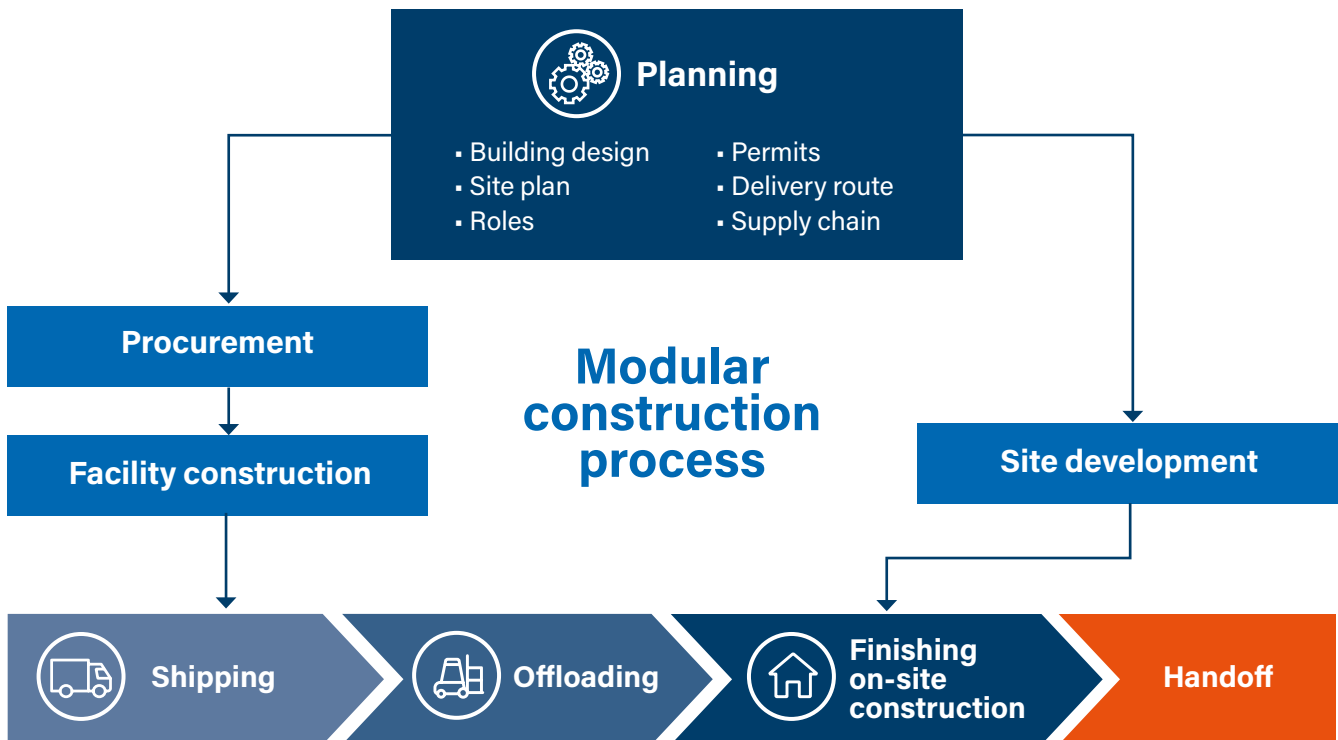 Planning
▪ Building design
▪ Site plan
▪ Roles
▪ Permits
▪ Delivery route
▪ Supply chain
Procurement
Facility construction
Modular
construction
process
Site development
Shipping
Offloading
Finishing
on-site
construction
Handoff